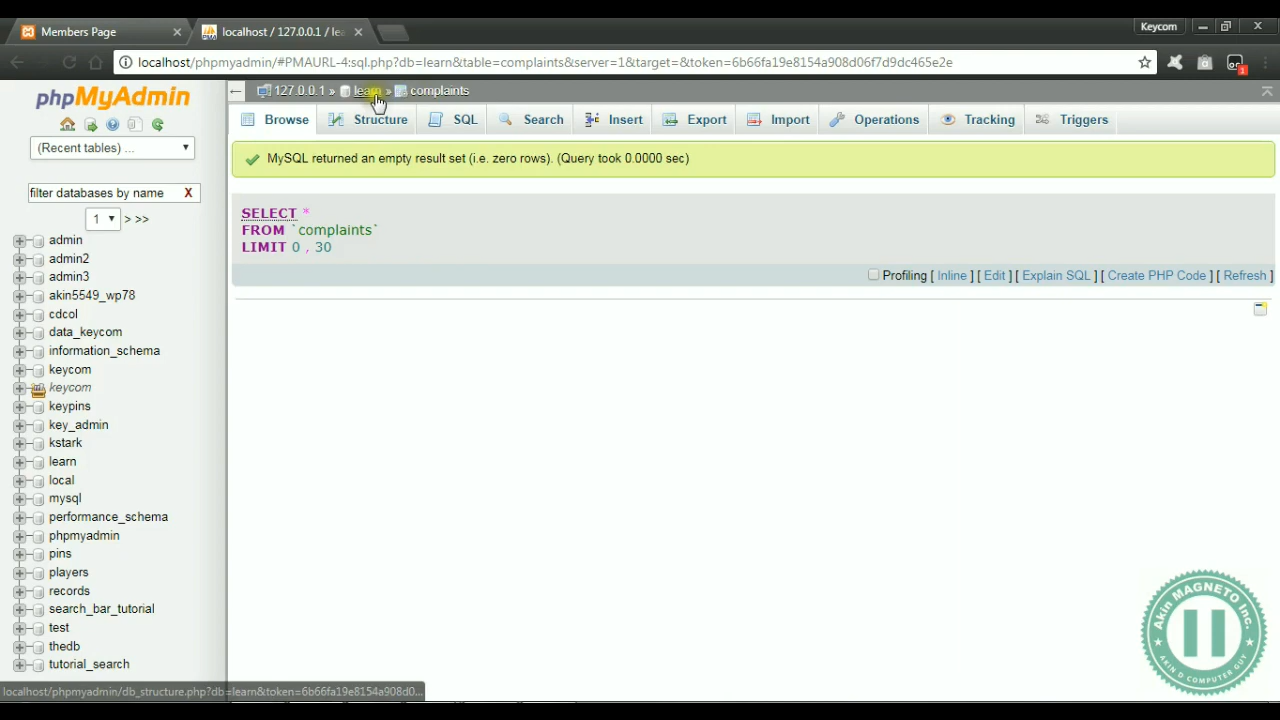 Members Page
localhost / 127.0.0.1 / lea
Keycom
localhost/phpmyadmin/#PMAURL-4:sql.php?db=learn&table=complaints&server=1&target=&token=6b66fa19e8154a908d06f7d9dc465e2e
1
phpMyAdmin
(Recent tables) ...
filter databases by name X
1 > >>
admin
admin2
admin3
akin5549_wp78
cdcol
data_keycom
information_schema
keycom
keycom
keypins
key_admin
kstark
learn
local
mysql
performance_schema
phpmyadmin
pins
players
records
search_bar_tutorial
test
thedb
tutorial_search
127.0.0.1 » learn » complaints
Browse Structure SQL Search Insert Export Import Operations Tracking Triggers
MySQL returned an empty result set (i.e. zero rows). (Query took 0.0000 sec)
SELECT *
FROM `complaints`
LIMIT 0 , 30
Profiling [ Inline ] [ Edit ] [ Explain SQL ] [ Create PHP Code ] [ Refresh ]
localhost/phpmyadmin/db_structure.php?db=learn&token=6b66fa19e8154a908d0...
Akin MAGNETO Inc.
AKIN D COMPUTER GUY